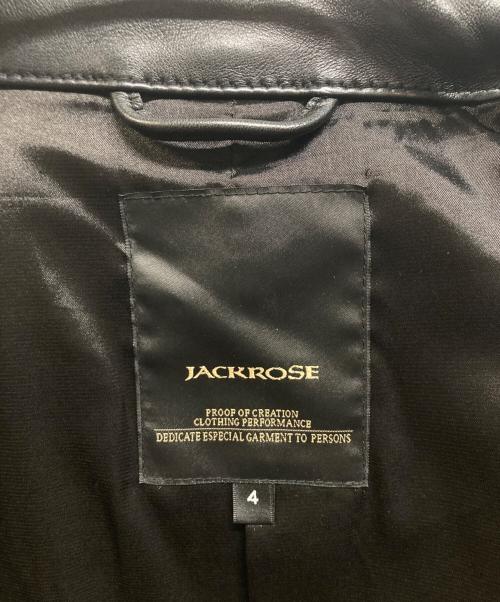 JACKROSE
PROOF OF CREATION
CLOTHING PERFORMANCE
DEDICATE ESPECIAL GARMENT TO PERSONS
4